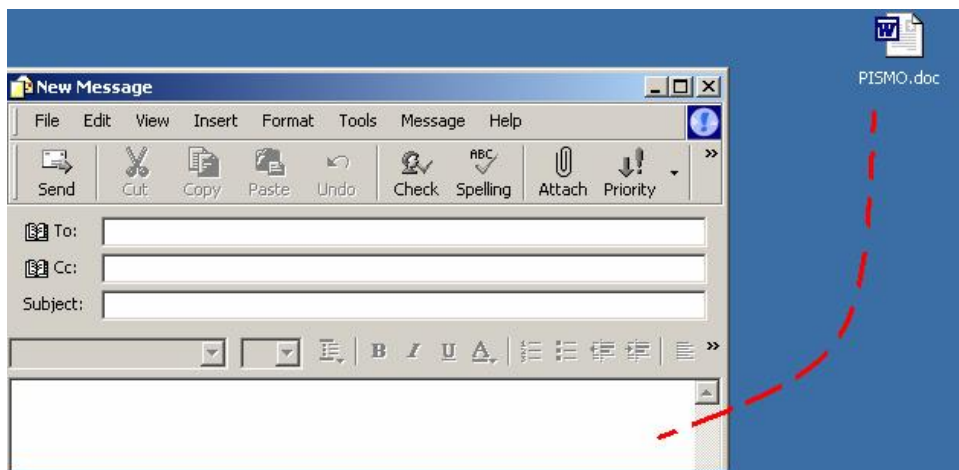 PISMO.doc
New Message
File Edit View Insert Format Tools Message Help
Send Cut Copy Paste Undo Check ABC Spelling Attach Priority »
To:
Cc:
Subject:
B I U A »